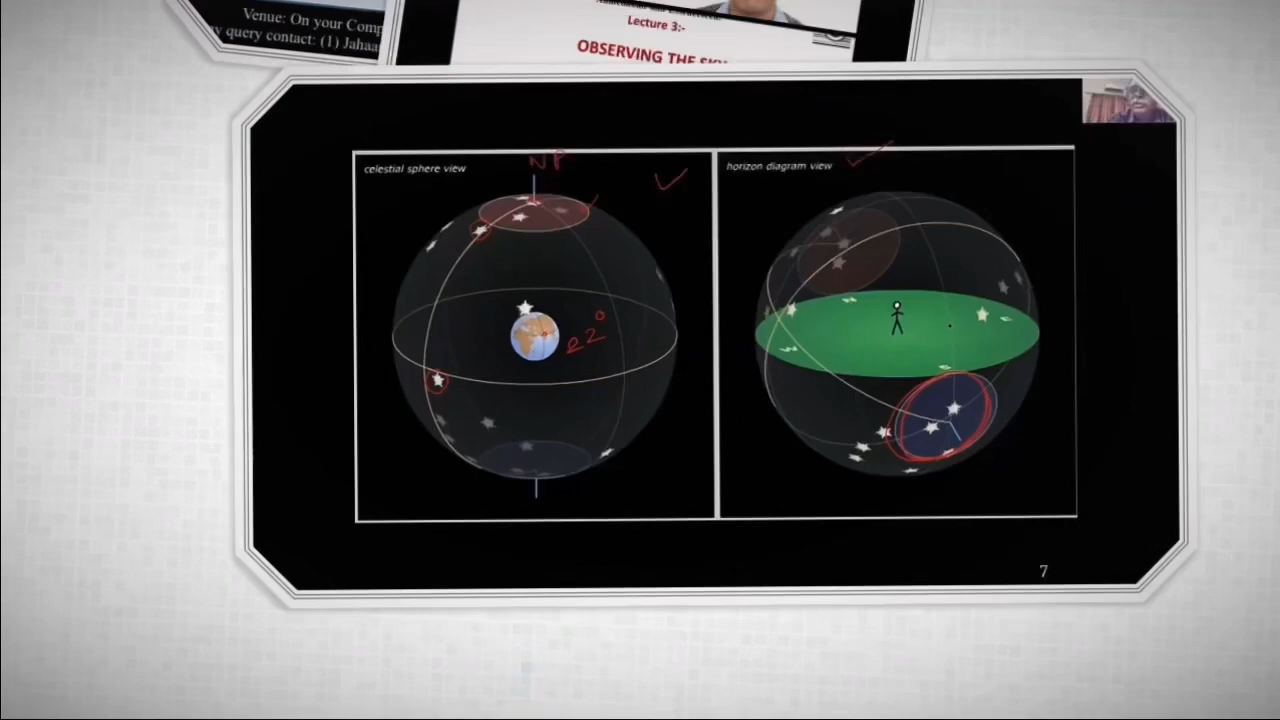 Venue: On your Comp
y query contact: (1) Jahaa
Lecture 3:-
OBSERVING THE SKY
celestial sphere view
NP
horizon diagram view
22°
7